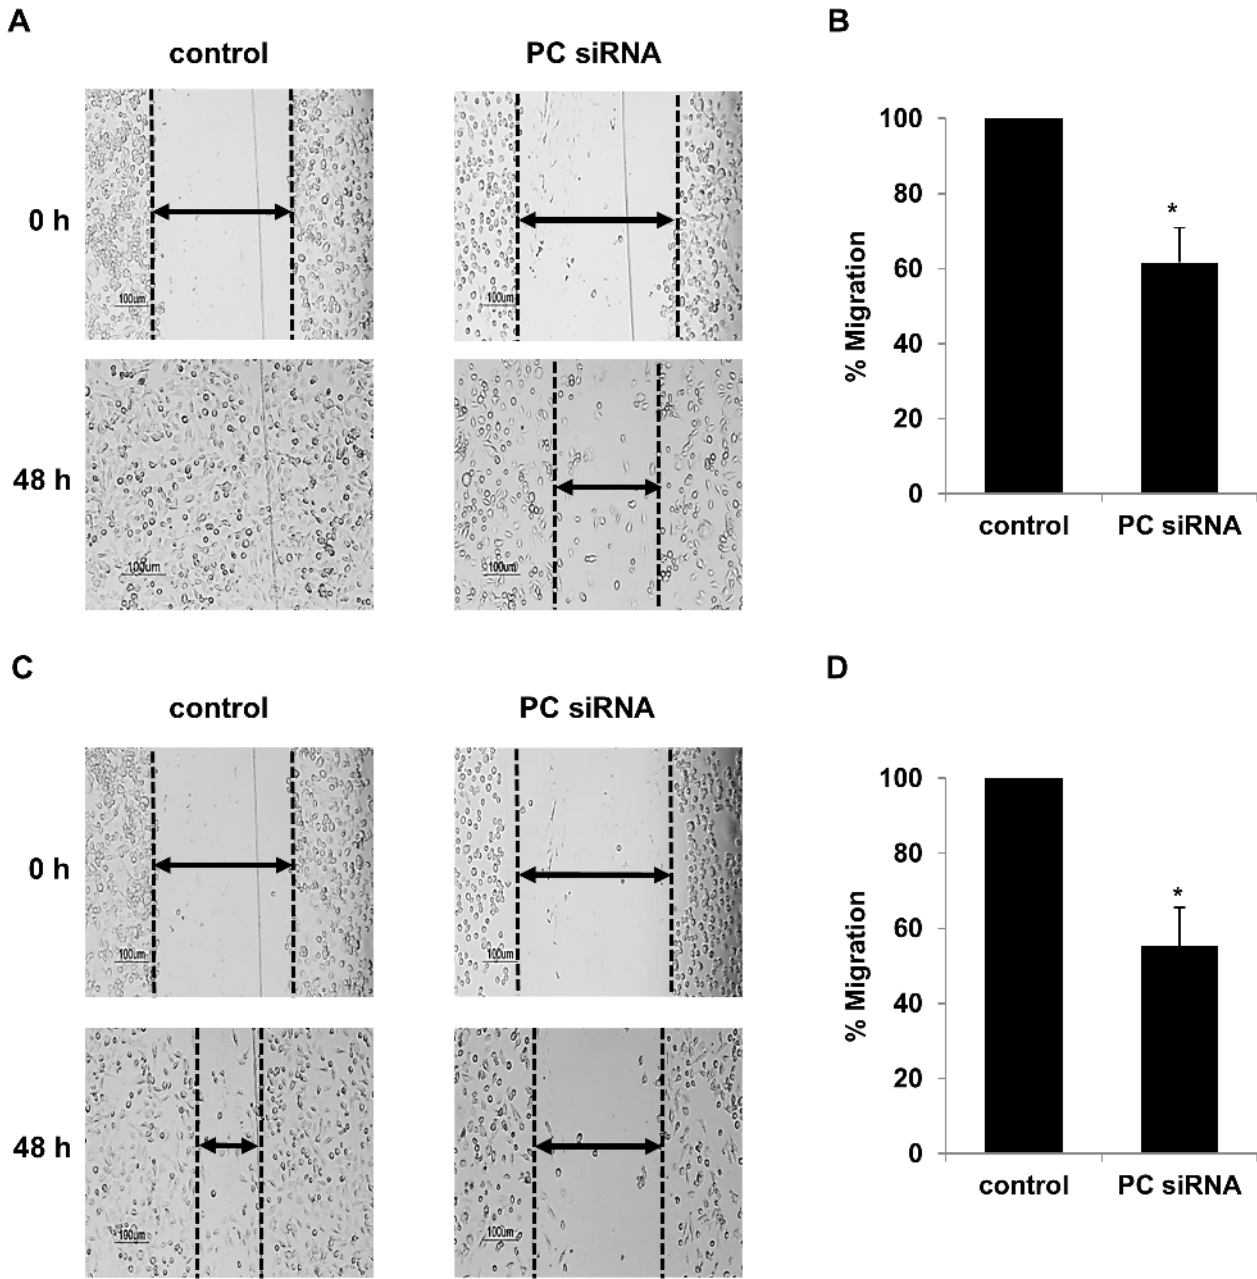 A
control
PC siRNA
0 h
100um
100um
48 h
100um
100um
B
% Migration
100
80
60
40
20
0
*
control
PC siRNA
C
control
PC siRNA
0 h
100um
100um
48 h
100um
100um
D
% Migration
100
80
60
40
20
0
*
control
PC siRNA